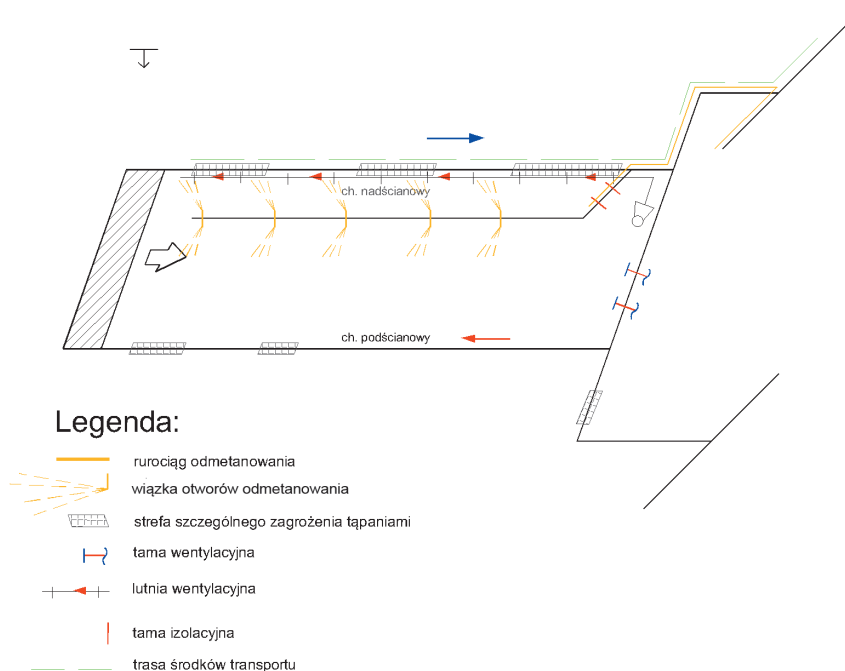 ch. nadścianowy
ch. podścianowy
Legenda:
rurociąg odmetanowania
wiązka otworów odmetanowania
strefa szczególnego zagrożenia tąpaniami
tama wentylacyjna
lutnia wentylacyjna
tama izolacyjna
trasa środków transportu